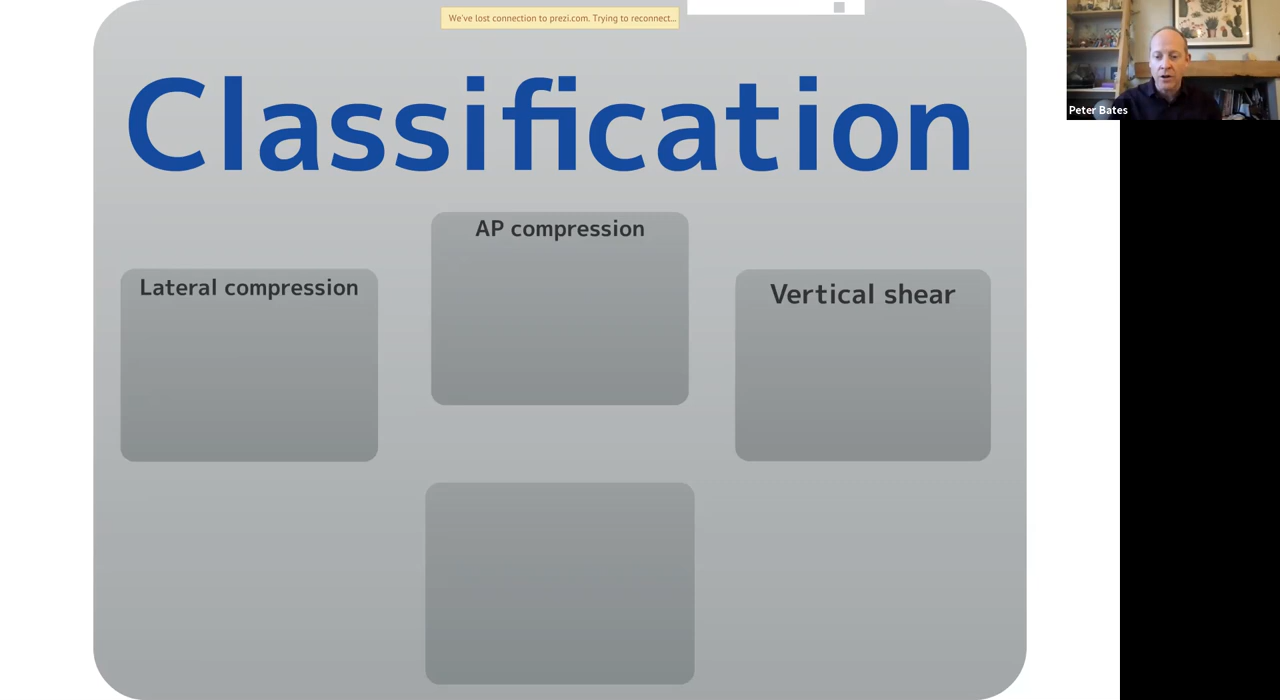 We've lost connection to prezi.com. Trying to reconnect...
Peter Bates
Classification
AP compression
Lateral compression
Vertical shear